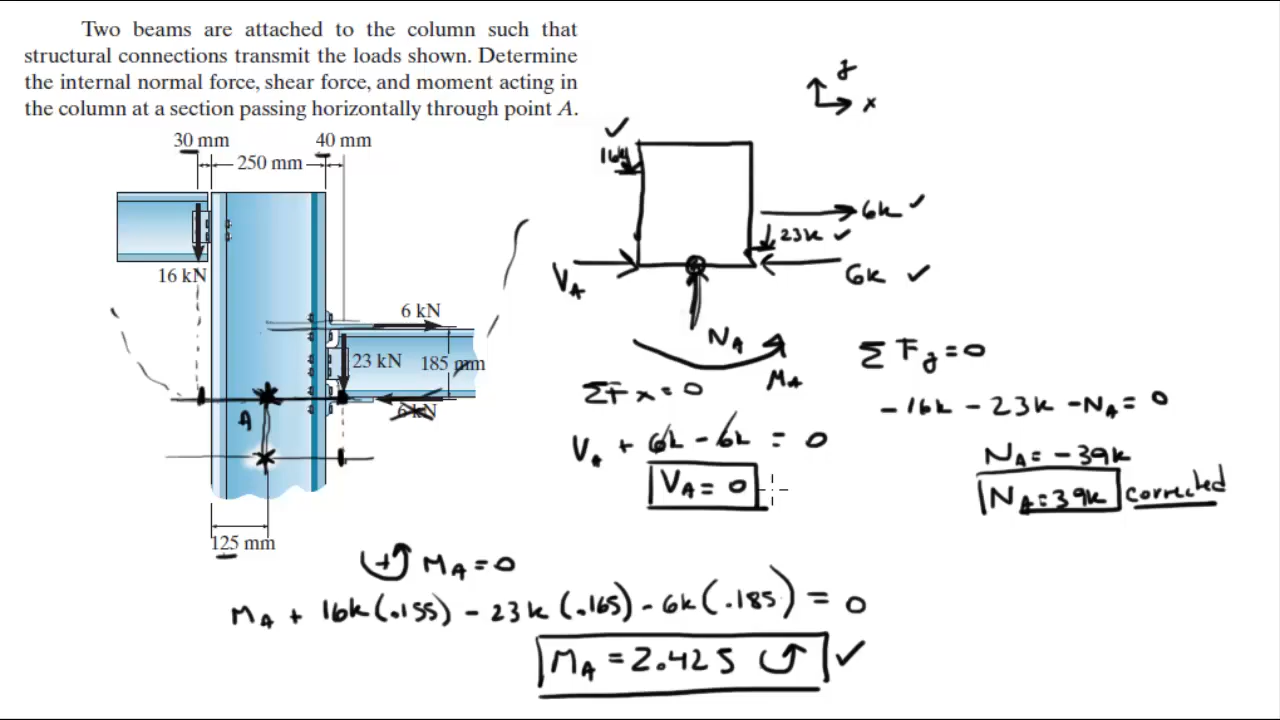 Two beams are attached to the column such that
structural connections transmit the loads shown. Determine
the internal normal force, shear force, and moment acting in
the column at a section passing horizontally through point A.
30 mm
40 mm
250 mm
16 kN
6 kN
23 kN
185 mm
6 kN
A
125 mm
y
x
16k
6k
23k
6k
V_A
N_A
M_A
ΣFx=0
V_A + 6k - 6k = 0
V_A = 0
ΣFy=0
-16k - 23k - N_A = 0
N_A = -39k
N_A = 39k corrected
+ M_A = 0
M_A + 16k(.155) - 23k(.165) - 6k(.185) = 0
M_A = 2.425